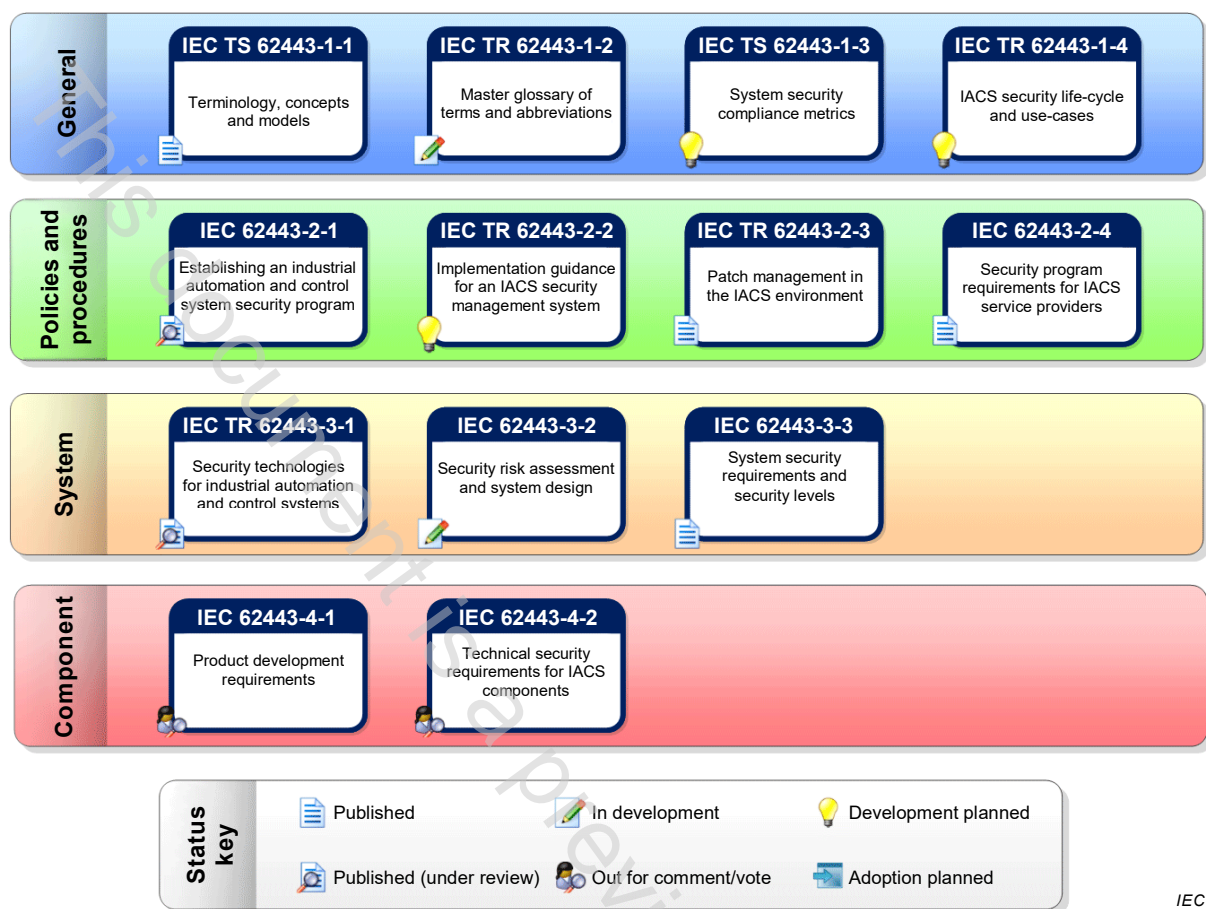 General
IEC TS 62443-1-1
Terminology, concepts
and models
IEC TR 62443-1-2
Master glossary of
terms and abbreviations
IEC TS 62443-1-3
System security
compliance metrics
IEC TR 62443-1-4
IACS security life-cycle
and use-cases
Policies and
procedures
IEC 62443-2-1
Establishing an industrial
automation and control
system security program
IEC TR 62443-2-2
Implementation guidance
for an IACS security
management system
IEC TR 62443-2-3
Patch management in
the IACS environment
IEC 62443-2-4
Security program
requirements for IACS
service providers
System
IEC TR 62443-3-1
Security technologies
for industrial automation
and control systems
IEC 62443-3-2
Security risk assessment
and system design
IEC 62443-3-3
System security
requirements and
security levels
Component
IEC 62443-4-1
Product development
requirements
IEC 62443-4-2
Technical security
requirements for IACS
components
Status
key
Published
In development
Development planned
Published (under review)
Out for comment/vote
Adoption planned
IEC
This document is a previ